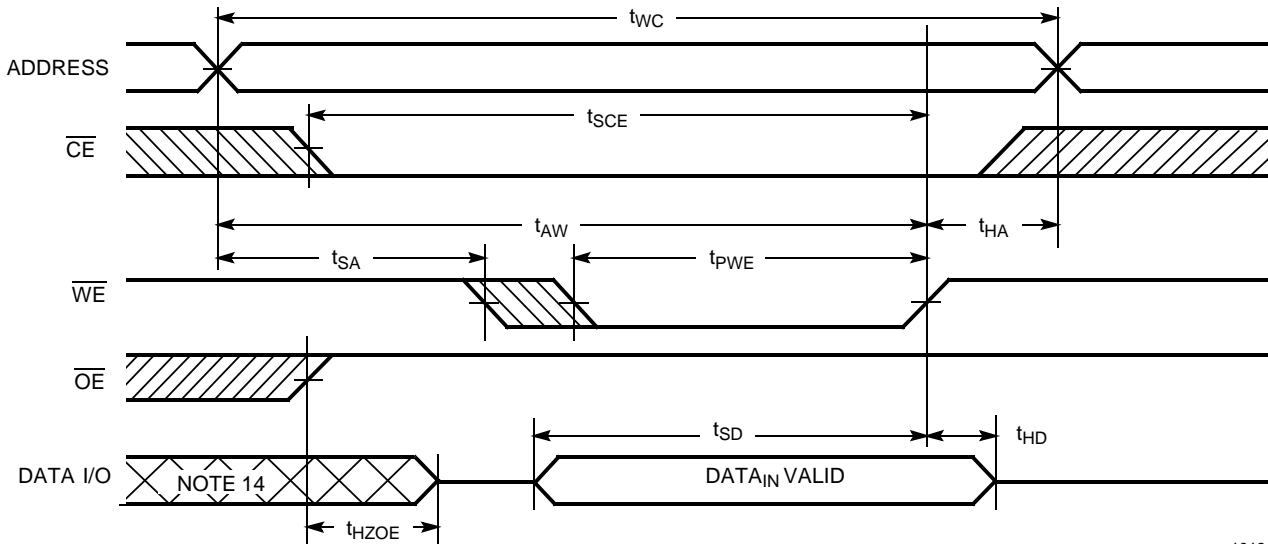 tWC
ADDRESS
tSCE
CE
tAW
tHA
tSA
tPWE
WE
OE
tSD
tHD
DATA I/O
NOTE 14
DATAIN VALID
tHZOE